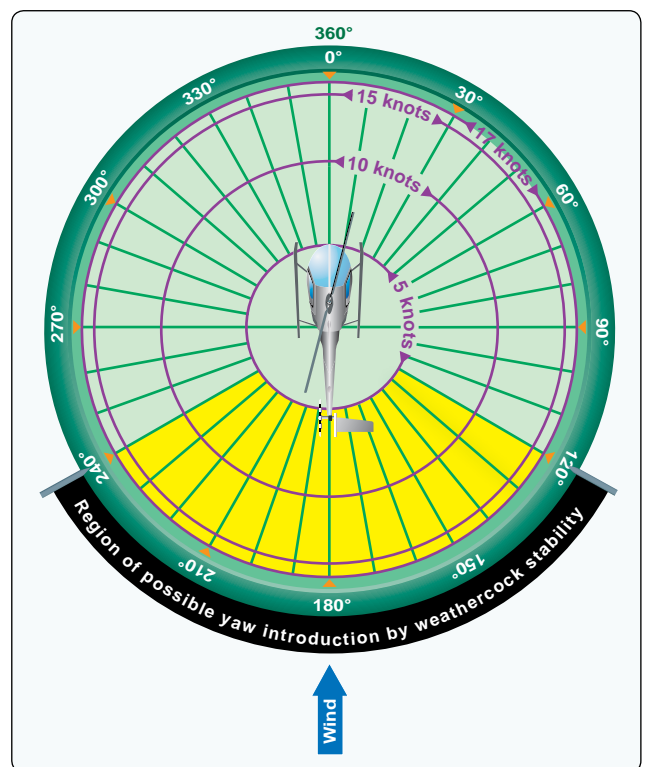 360°
0°
330°
30°
15 knots
17 knots
10 knots
300°
60°
5 knots
270°
90°
240°
120°
210°
150°
180°
Region of possible yaw introduction by weathercock stability
Wind